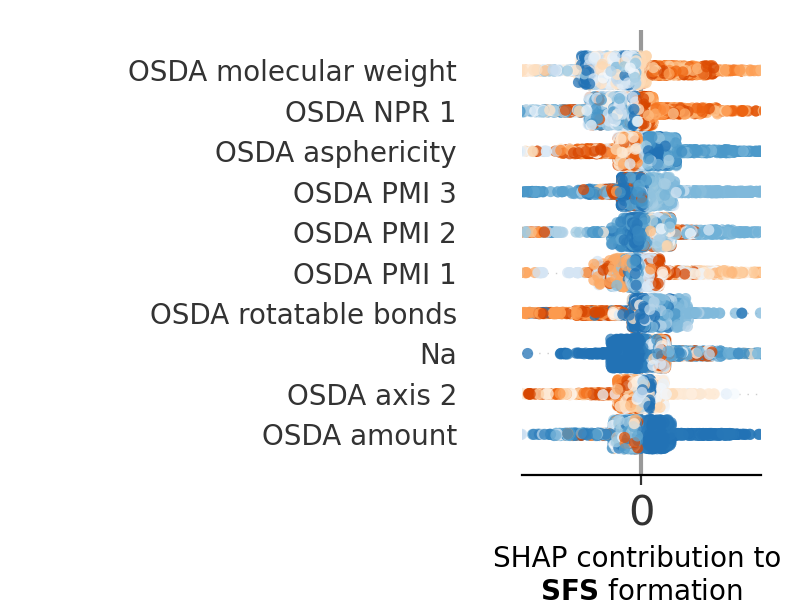 OSDA molecular weight
OSDA NPR 1
OSDA asphericity
OSDA PMI 3
OSDA PMI 2
OSDA PMI 1
OSDA rotatable bonds
Na
OSDA axis 2
OSDA amount
0
SHAP contribution to
SFS formation